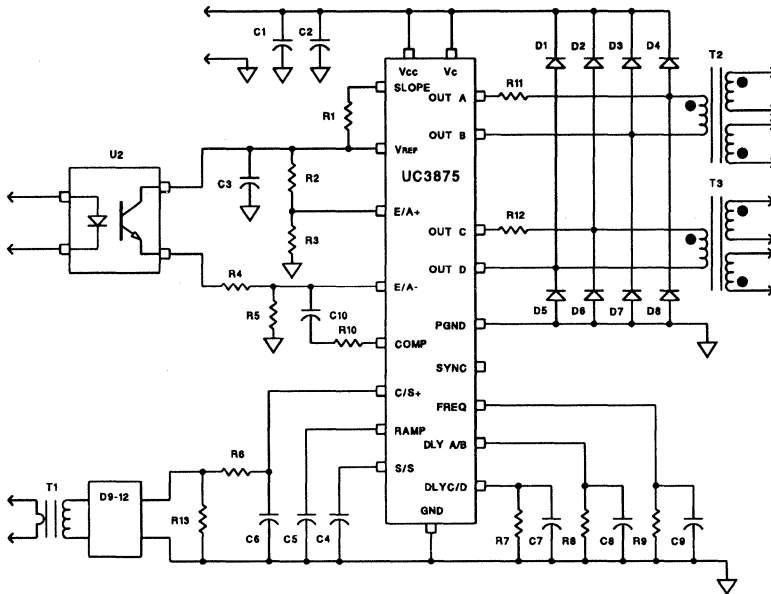 C1
C2
D1
D2
D3
D4
T2
Vcc
Vc
SLOPE
OUT A
R11
R1
OUT B
U2
VREF
UC3875
T3
C3
R2
E/A+
OUT C
R12
R3
OUT D
R4
E/A-
D5
D6
D7
D8
R5
C10
R10
COMP
PGND
SYNC
C/S+
FREQ
RAMP
DLY A/B
R6
T1
D9-12
S/S
DLYC/D
GND
R13
C6
C5
C4
R7
C7
R8
C8
R9
C9